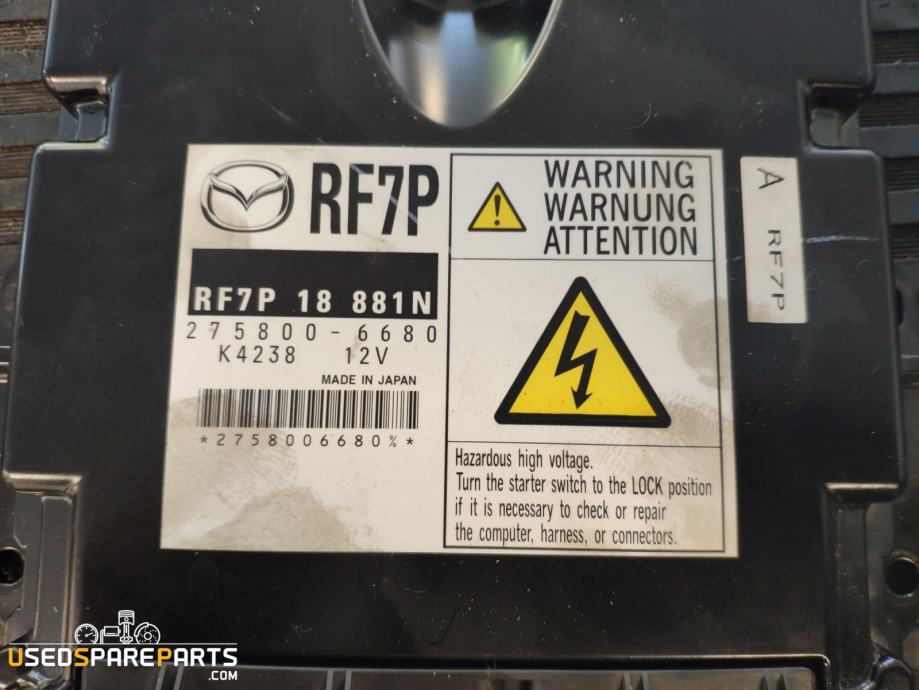 RF7P
RF7P 18 881N
275800-6680
K4238 12V
MADE IN JAPAN
*2758006680%*
WARNING
WARNUNG
ATTENTION
Hazardous high voltage.
Turn the starter switch to the LOCK position
if it is necessary to check or repair
the computer, harness, or connectors.
A RF7P
USEDSPAREPARTS
.COM